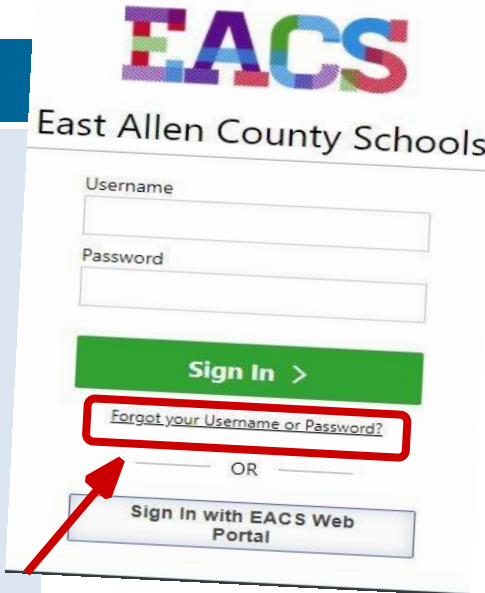 EACS
East Allen County Schools
Username
Password
Sign In >
Forgot your Username or Password?
OR
Sign In with EACS Web
Portal